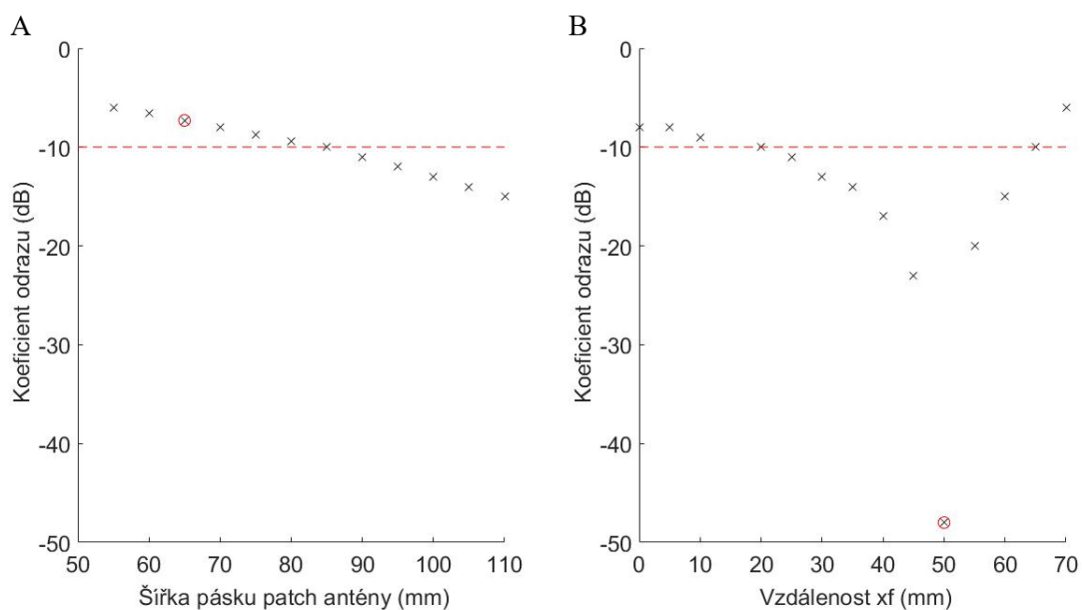 A
0
-10
-20
-30
-40
-50
50 60 70 80 90 100 110
Koeficient odrazu (dB)
Šířka pásku patch antény (mm)
B
0
-10
-20
-30
-40
-50
0 10 20 30 40 50 60 70
Koeficient odrazu (dB)
Vzdálenost xf (mm)